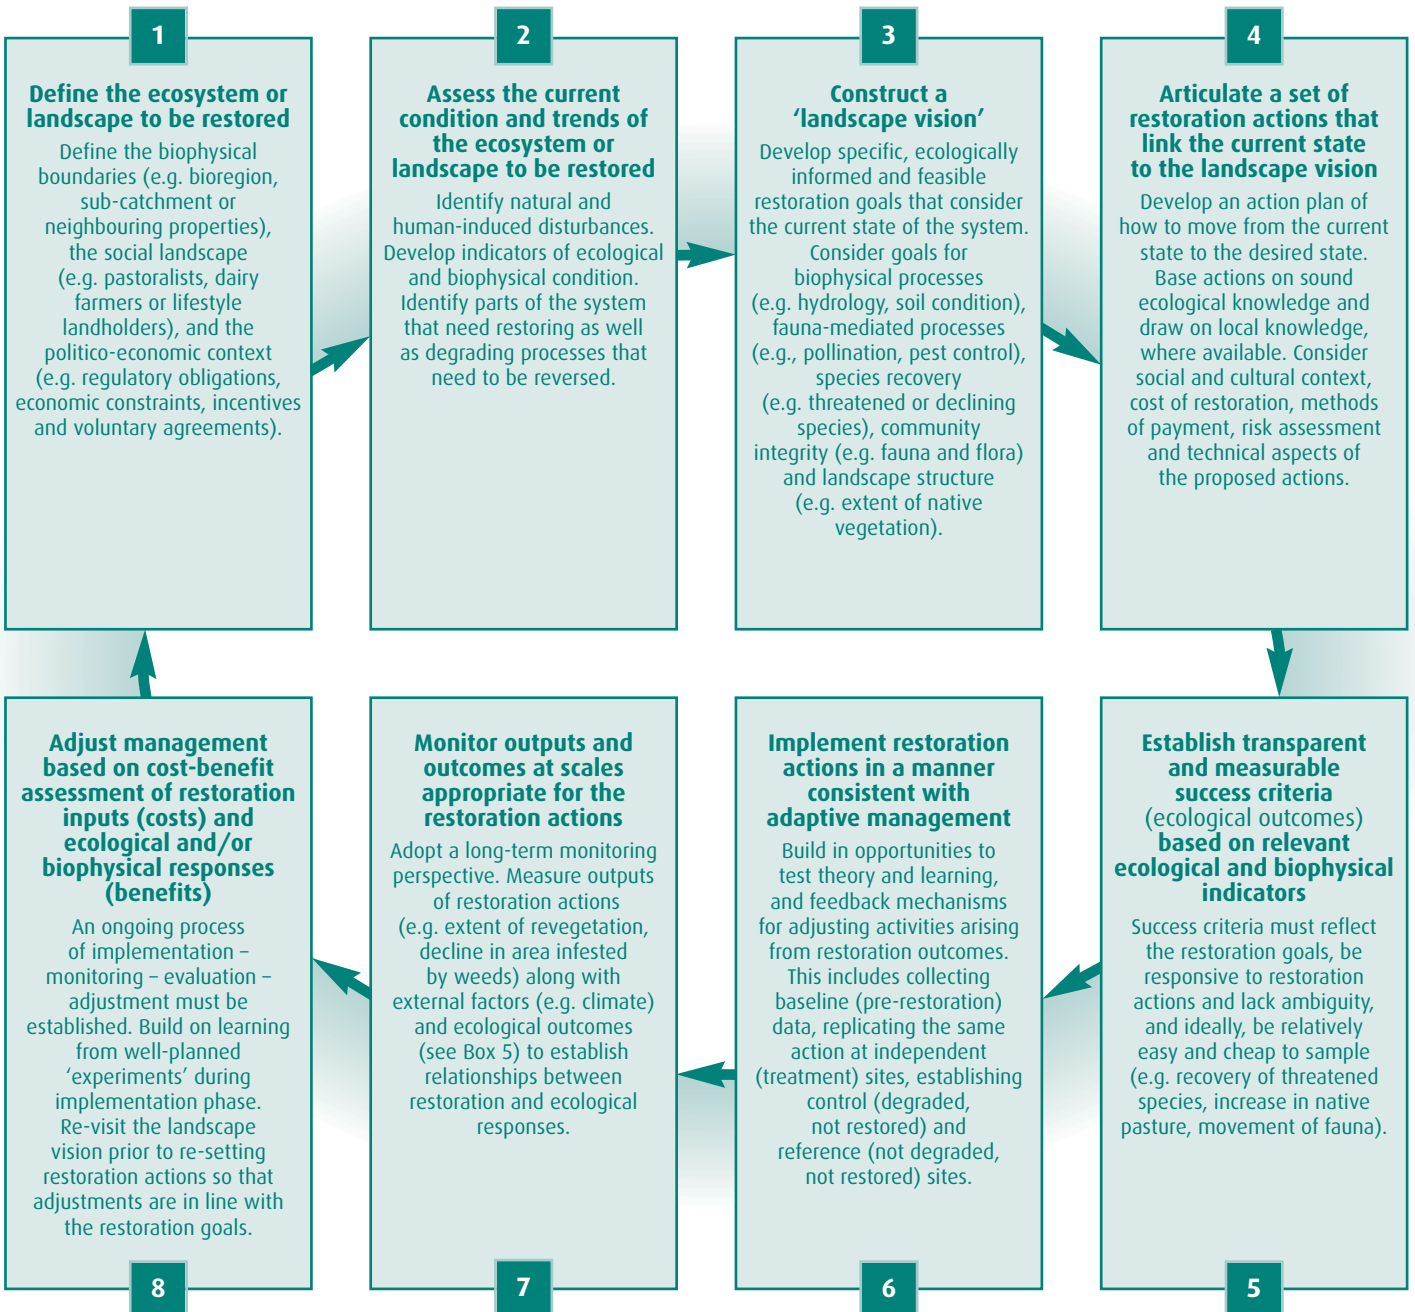 1
Define the ecosystem or
landscape to be restored
Define the biophysical
boundaries (e.g. bioregion,
sub-catchment or
neighbouring properties),
the social landscape
(e.g. pastoralists, dairy
farmers or lifestyle
landholders), and the
politico-economic context
(e.g. regulatory obligations,
economic constraints, incentives
and voluntary agreements).
2
Assess the current
condition and trends of
the ecosystem or
landscape to be restored
Identify natural and
human-induced disturbances.
Develop indicators of ecological
and biophysical condition.
Identify parts of the system
that need restoring as well
as degrading processes that
need to be reversed.
3
Construct a
‘landscape vision’
Develop specific, ecologically
informed and feasible
restoration goals that consider
the current state of the system.
Consider goals for
biophysical processes
(e.g. hydrology, soil condition),
fauna-mediated processes
(e.g., pollination, pest control),
species recovery
(e.g. threatened or declining
species), community
integrity (e.g. fauna and flora)
and landscape structure
(e.g. extent of native
vegetation).
4
Articulate a set of
restoration actions that
link the current state
to the landscape vision
Develop an action plan of
how to move from the current
state to the desired state.
Base actions on sound
ecological knowledge and
draw on local knowledge,
where available. Consider
social and cultural context,
cost of restoration, methods
of payment, risk assessment
and technical aspects of
the proposed actions.
Establish transparent
and measurable
success criteria
(ecological outcomes)
based on relevant
ecological and biophysical
indicators
Success criteria must reflect
the restoration goals, be
responsive to restoration
actions and lack ambiguity,
and ideally, be relatively
easy and cheap to sample
(e.g. recovery of threatened
species, increase in native
pasture, movement of fauna).
5
Implement restoration
actions in a manner
consistent with
adaptive management
Build in opportunities to
test theory and learning,
and feedback mechanisms
for adjusting activities arising
from restoration outcomes.
This includes collecting
baseline (pre-restoration)
data, replicating the same
action at independent
(treatment) sites, establishing
control (degraded,
not restored) and
reference (not degraded,
not restored) sites.
6
Monitor outputs and
outcomes at scales
appropriate for the
restoration actions
Adopt a long-term monitoring
perspective. Measure outputs
of restoration actions
(e.g. extent of revegetation,
decline in area infested
by weeds) along with
external factors (e.g. climate)
and ecological outcomes
(see Box 5) to establish
relationships between
restoration and ecological
responses.
7
Adjust management
based on cost-benefit
assessment of restoration
inputs (costs) and
ecological and/or
biophysical responses
(benefits)
An ongoing process
of implementation –
monitoring – evaluation –
adjustment must be
established. Build on learning
from well-planned
‘experiments’ during
implementation phase.
Re-visit the landscape
vision prior to re-setting
restoration actions so that
adjustments are in line with
the restoration goals.
8